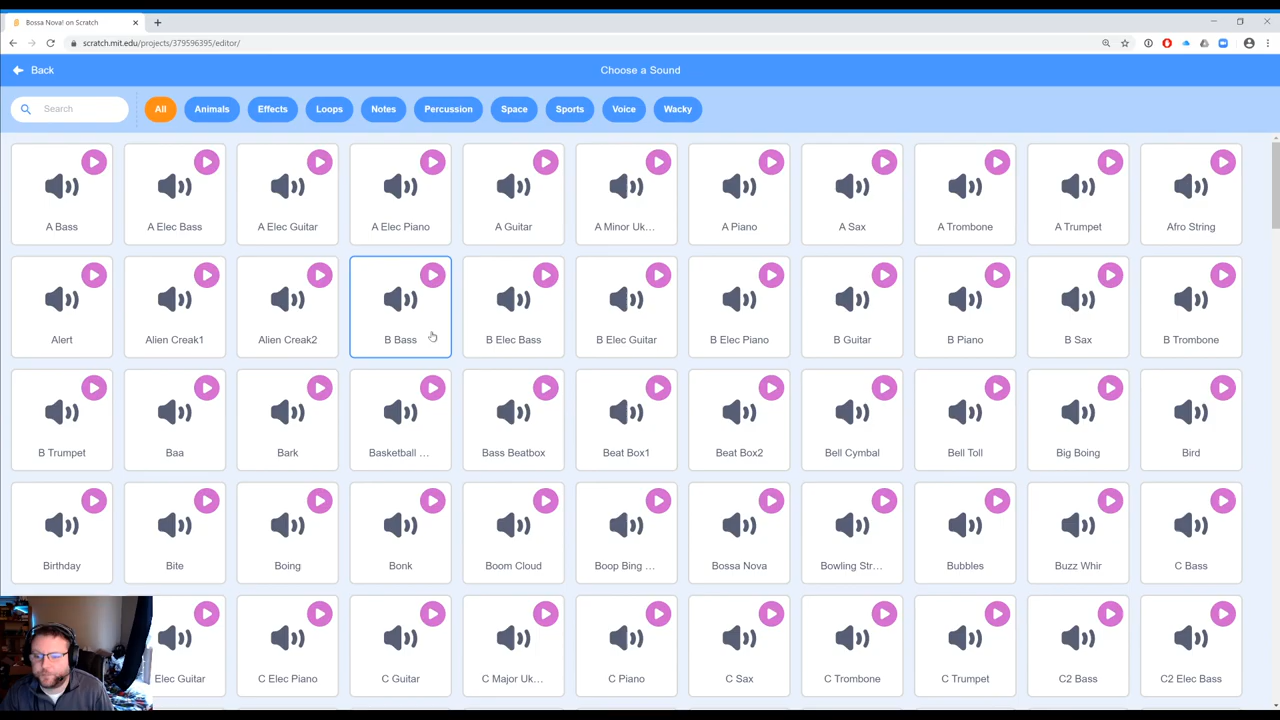 Bossa Nova! on Scratch
scratch.mit.edu/projects/379596395/editor/
Back
Choose a Sound
Search
All
Animals
Effects
Loops
Notes
Percussion
Space
Sports
Voice
Wacky
A Bass
A Elec Bass
A Elec Guitar
A Elec Piano
A Guitar
A Minor Uk...
A Piano
A Sax
A Trombone
A Trumpet
Afro String
Alert
Alien Creak1
Alien Creak2
B Bass
B Elec Bass
B Elec Guitar
B Elec Piano
B Guitar
B Piano
B Sax
B Trombone
B Trumpet
Baa
Bark
Basketball ...
Bass Beatbox
Beat Box1
Beat Box2
Bell Cymbal
Bell Toll
Big Boing
Bird
Birthday
Bite
Boing
Bonk
Boom Cloud
Boop Bing ...
Bossa Nova
Bowling Str...
Bubbles
Buzz Whir
C Bass
Elec Guitar
C Elec Piano
C Guitar
C Major Uk...
C Piano
C Sax
C Trombone
C Trumpet
C2 Bass
C2 Elec Bass